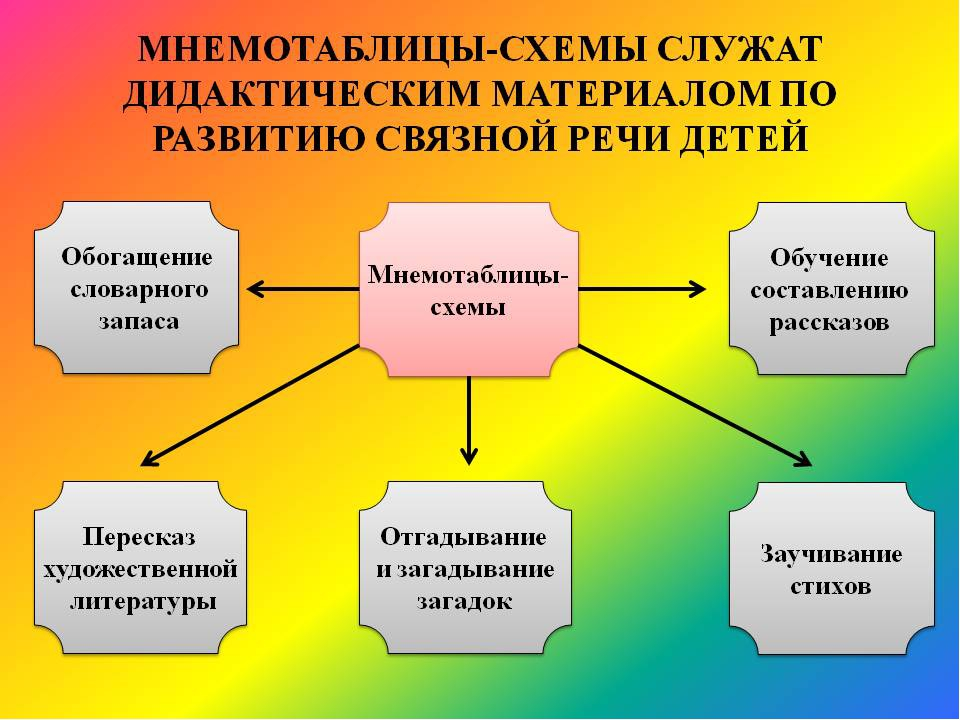 МНЕМОТАБЛИЦЫ-СХЕМЫ СЛУЖАТ
ДИДАКТИЧЕСКИМ МАТЕРИАЛОМ ПО
РАЗВИТИЮ СВЯЗНОЙ РЕЧИ ДЕТЕЙ
Обогащение
словарного
запаса
Мнемотаблицы-
схемы
Обучение
составлению
рассказов
Пересказ
художественной
литературы
Отгадывание
и загадывание
загадок
Заучивание
стихов